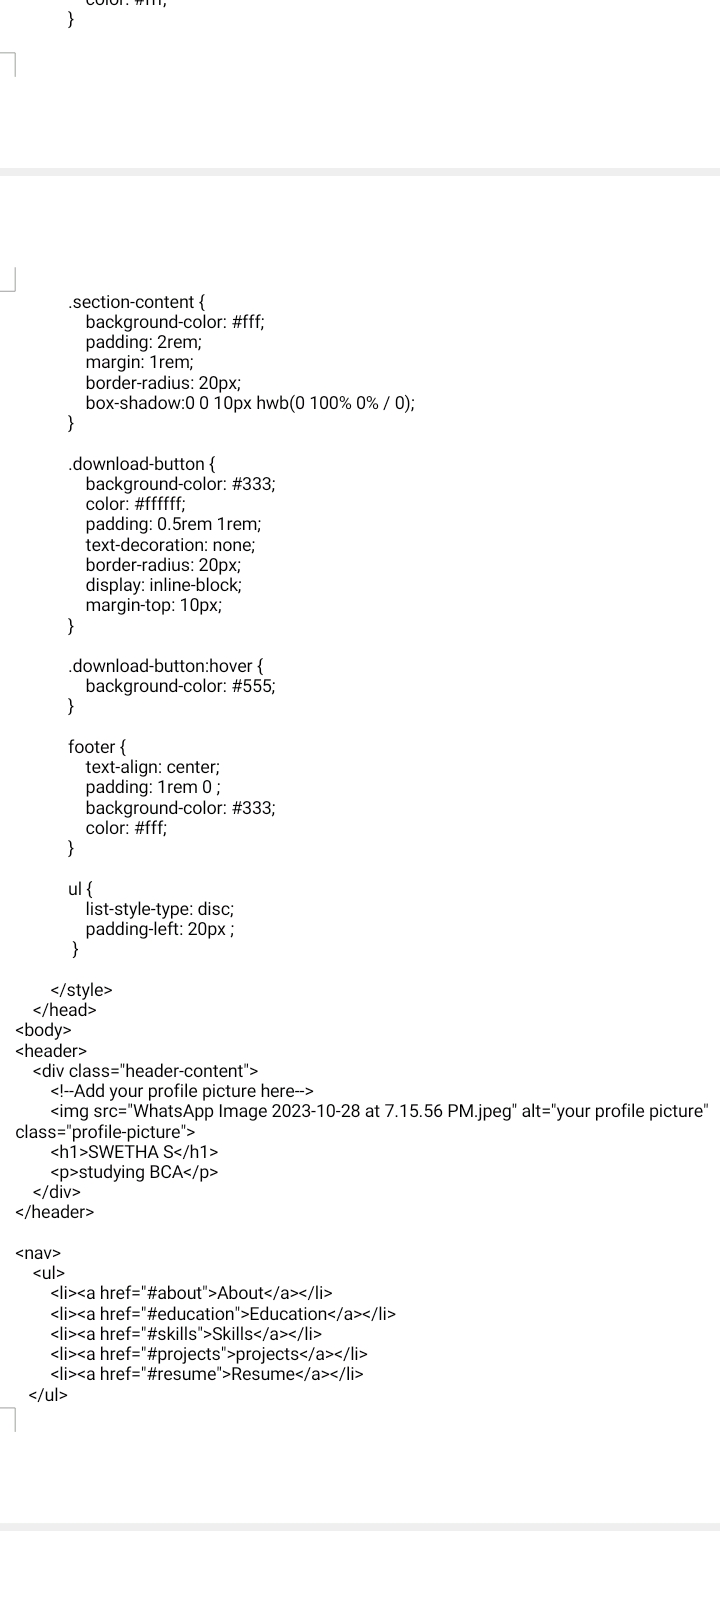 color: #fff;
}
.section-content {
background-color: #fff;
padding: 2rem;
margin: 1rem;
border-radius: 20px;
box-shadow:0 0 10px hwb(0 100% 0% / 0);
}
.download-button {
background-color: #333;
color: #ffffff;
padding: 0.5rem 1rem;
text-decoration: none;
border-radius: 20px;
display: inline-block;
margin-top: 10px;
}
.download-button:hover {
background-color: #555;
}
footer {
text-align: center;
padding: 1rem 0 ;
background-color: #333;
color: #fff;
}
ul {
list-style-type: disc;
padding-left: 20px ;
}
</style>
</head>
<body>
<header>
<div class="header-content">
<!--Add your profile picture here-->
<img src="WhatsApp Image 2023-10-28 at 7.15.56 PM.jpeg" alt="your profile picture"
class="profile-picture">
<h1>SWETHA S</h1>
<p>studying BCA</p>
</div>
</header>
<nav>
<ul>
<li><a href="#about">About</a></li>
<li><a href="#education">Education</a></li>
<li><a href="#skills">Skills</a></li>
<li><a href="#projects">projects</a></li>
<li><a href="#resume">Resume</a></li>
</ul>